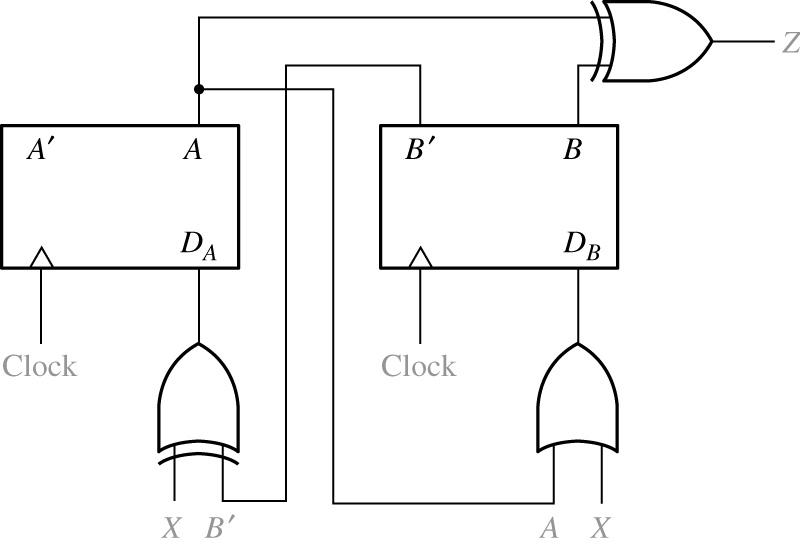 Z
A′ A B′ B
D_A D_B
Clock Clock
X B′ A X